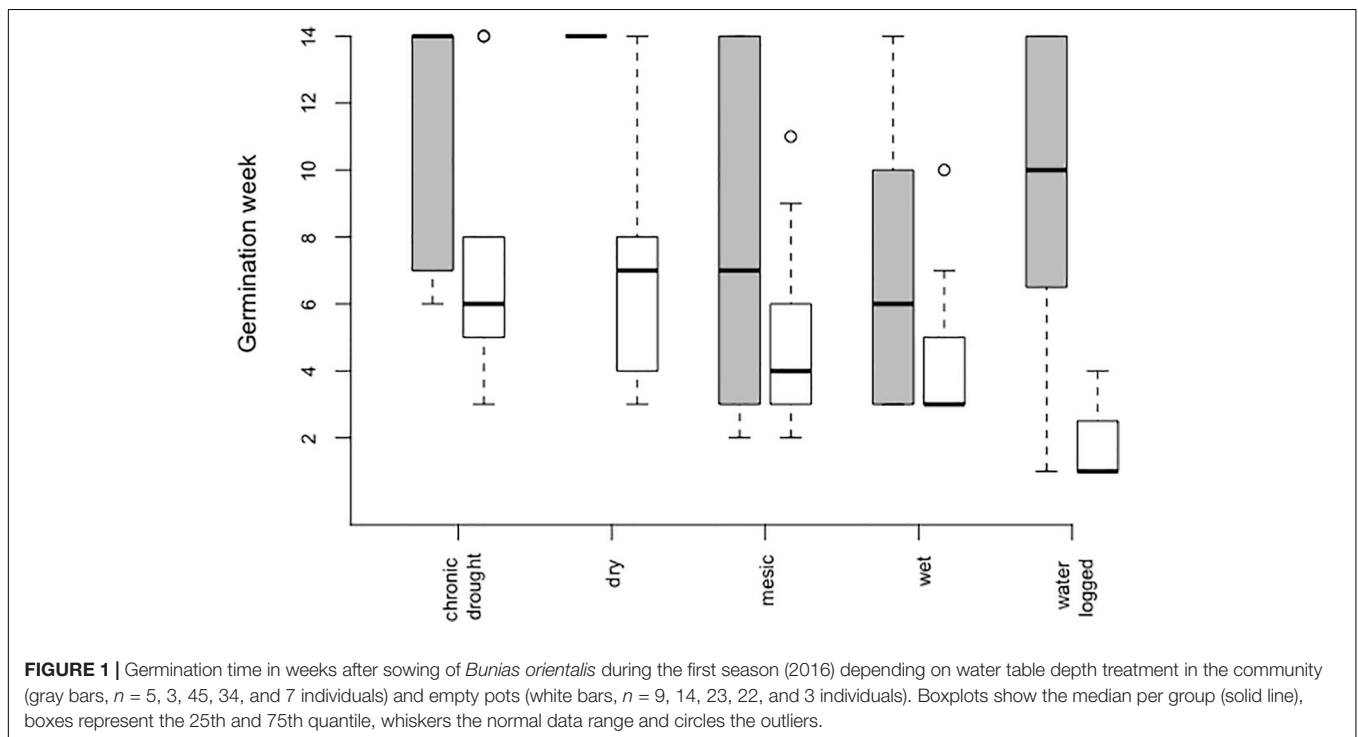 14
12
10
8
6
4
2
Germination week
chronic
drought
dry
mesic
wet
water
logged
FIGURE 1 | Germination time in weeks after sowing of Bunias orientalis during the first season (2016) depending on water table depth treatment in the community
(gray bars, n = 5, 3, 45, 34, and 7 individuals) and empty pots (white bars, n = 9, 14, 23, 22, and 3 individuals). Boxplots show the median per group (solid line),
boxes represent the 25th and 75th quantile, whiskers the normal data range and circles the outliers.